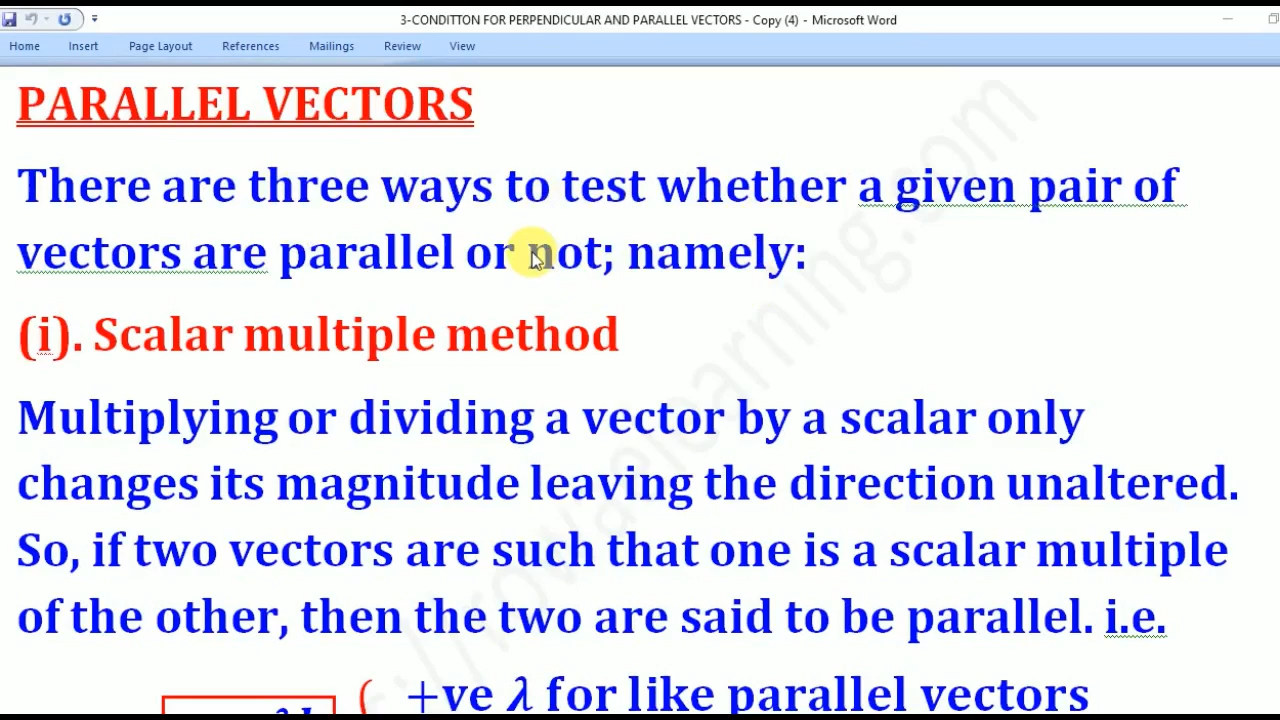 3-CONDITTON FOR PERPENDICULAR AND PARALLEL VECTORS - Copy (4) - Microsoft Word
Home Insert Page Layout References Mailings Review View
PARALLEL VECTORS
There are three ways to test whether a given pair of
vectors are parallel or not; namely:
(i). Scalar multiple method
Multiplying or dividing a vector by a scalar only
changes its magnitude leaving the direction unaltered.
So, if two vectors are such that one is a scalar multiple
of the other, then the two are said to be parallel. i.e.
+ve λ for like parallel vectors